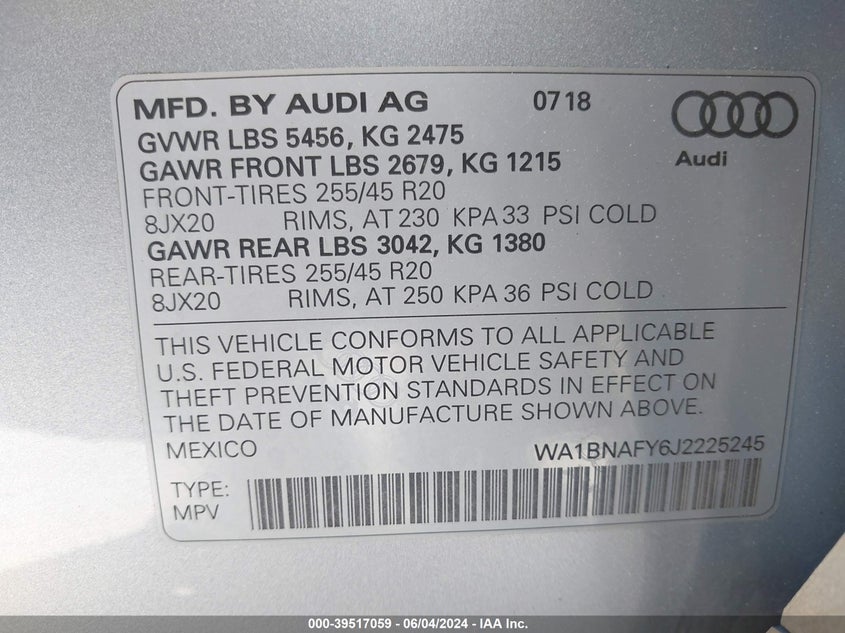 MFD. BY AUDI AG 0718
GVWR LBS 5456, KG 2475
GAWR FRONT LBS 2679, KG 1215
Audi
FRONT-TIRES 255/45 R20
8JX20 RIMS, AT 230 KPA 33 PSI COLD
GAWR REAR LBS 3042, KG 1380
REAR-TIRES 255/45 R20
8JX20 RIMS, AT 250 KPA 36 PSI COLD
THIS VEHICLE CONFORMS TO ALL APPLICABLE
U.S. FEDERAL MOTOR VEHICLE SAFETY AND
THEFT PREVENTION STANDARDS IN EFFECT ON
THE DATE OF MANUFACTURE SHOWN ABOVE.
MEXICO WA1BNAFY6J2225245
TYPE:
MPV
000-39517059 - 06/04/2024 - IAA Inc.